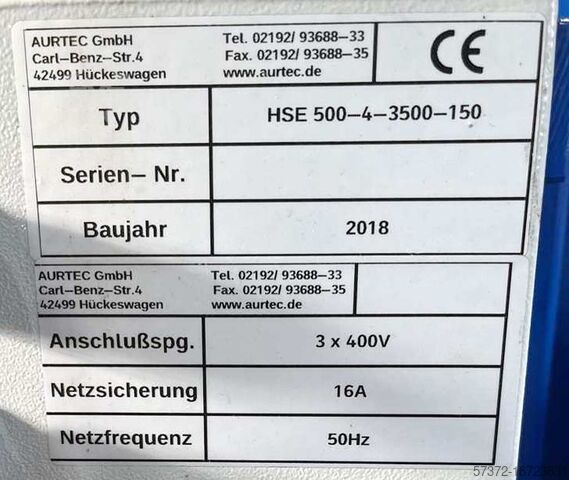 AURTEC GmbH
Carl-Benz-Str.4
42499 Hückeswagen
Tel. 02192/ 93688-33
Fax. 02192/ 93688-35
www.aurtec.de
CE
Typ HSE 500-4-3500-150
Serien- Nr.
Baujahr 2018
AURTEC GmbH
Carl-Benz-Str.4
42499 Hückeswagen
Tel. 02192/ 93688-33
Fax. 02192/ 93688-35
www.aurtec.de
Anschlußspg. 3 x 400V
Netzsicherung 16A
Netzfrequenz 50Hz